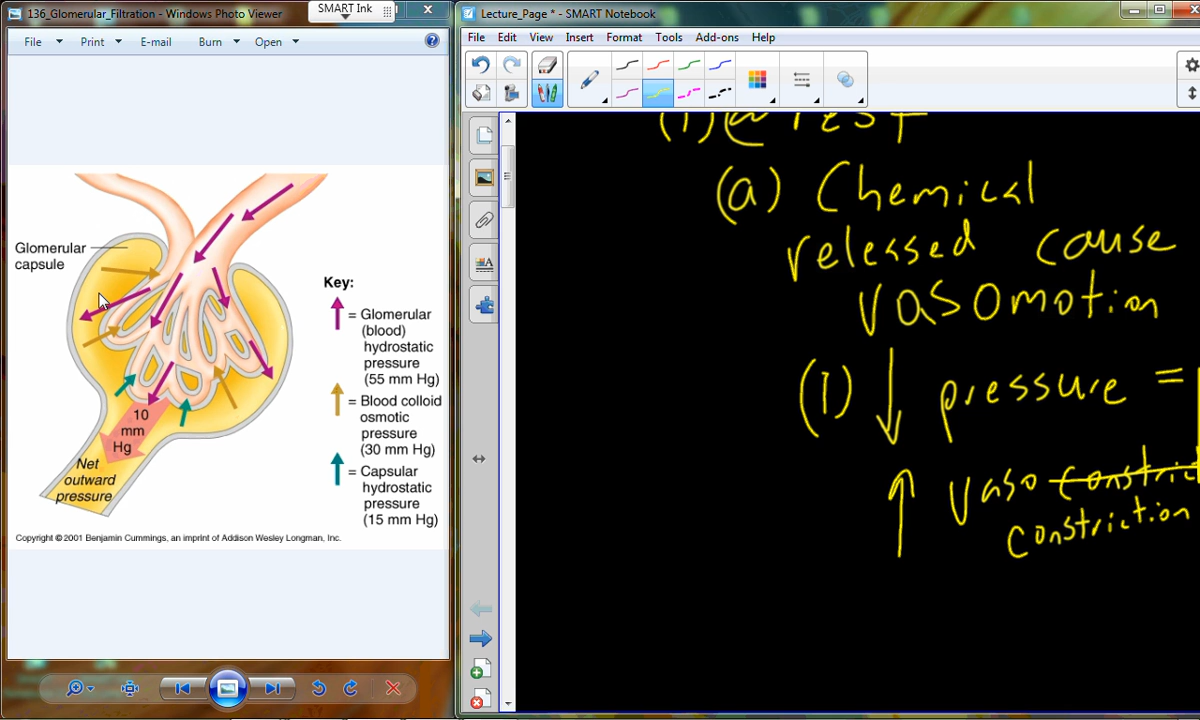 136_Glomerular_Filtration - Windows Photo Viewer
SMART Ink
File Print E-mail Burn Open
Glomerular
capsule
10
mm
Hg
Net
outward
pressure
Key:
= Glomerular
(blood)
hydrostatic
pressure
(55 mm Hg)
= Blood colloid
osmotic
pressure
(30 mm Hg)
= Capsular
hydrostatic
pressure
(15 mm Hg)
Copyright © 2001 Benjamin Cummings, an imprint of Addison Wesley Longman, Inc.
Lecture_Page * - SMART Notebook
File Edit View Insert Format Tools Add-ons Help
(1) @ rest
(a) Chemical
released cause
vasomotion
(1) ↓ pressure =
↑ vaso constrict
constriction